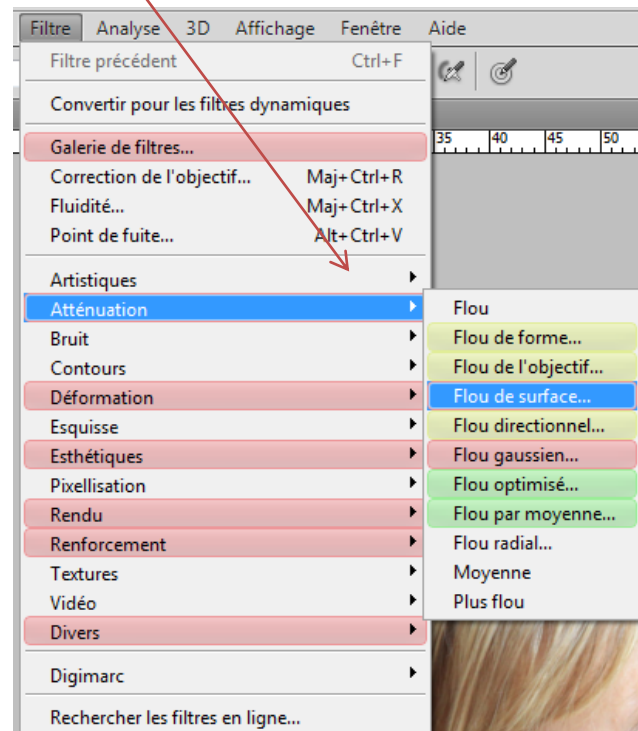 Filtre Analyse 3D Affichage Fenêtre Aide
Filtre précédent Ctrl+F
Convertir pour les filtres dynamiques
35 40 45 50
Galerie de filtres...
Correction de l'objectif... Maj+Ctrl+R
Fluidité... Maj+Ctrl+X
Point de fuite... Alt+Ctrl+V
Artistiques
Atténuation
Flou
Bruit
Flou de forme...
Contours
Flou de l'objectif...
Déformation
Flou de surface...
Esquisse
Flou directionnel...
Esthétiques
Flou gaussien...
Pixellisation
Flou optimisé...
Rendu
Flou par moyenne...
Renforcement
Flou radial...
Textures
Moyenne
Vidéo
Plus flou
Divers
Digimarc
Rechercher les filtres en ligne...